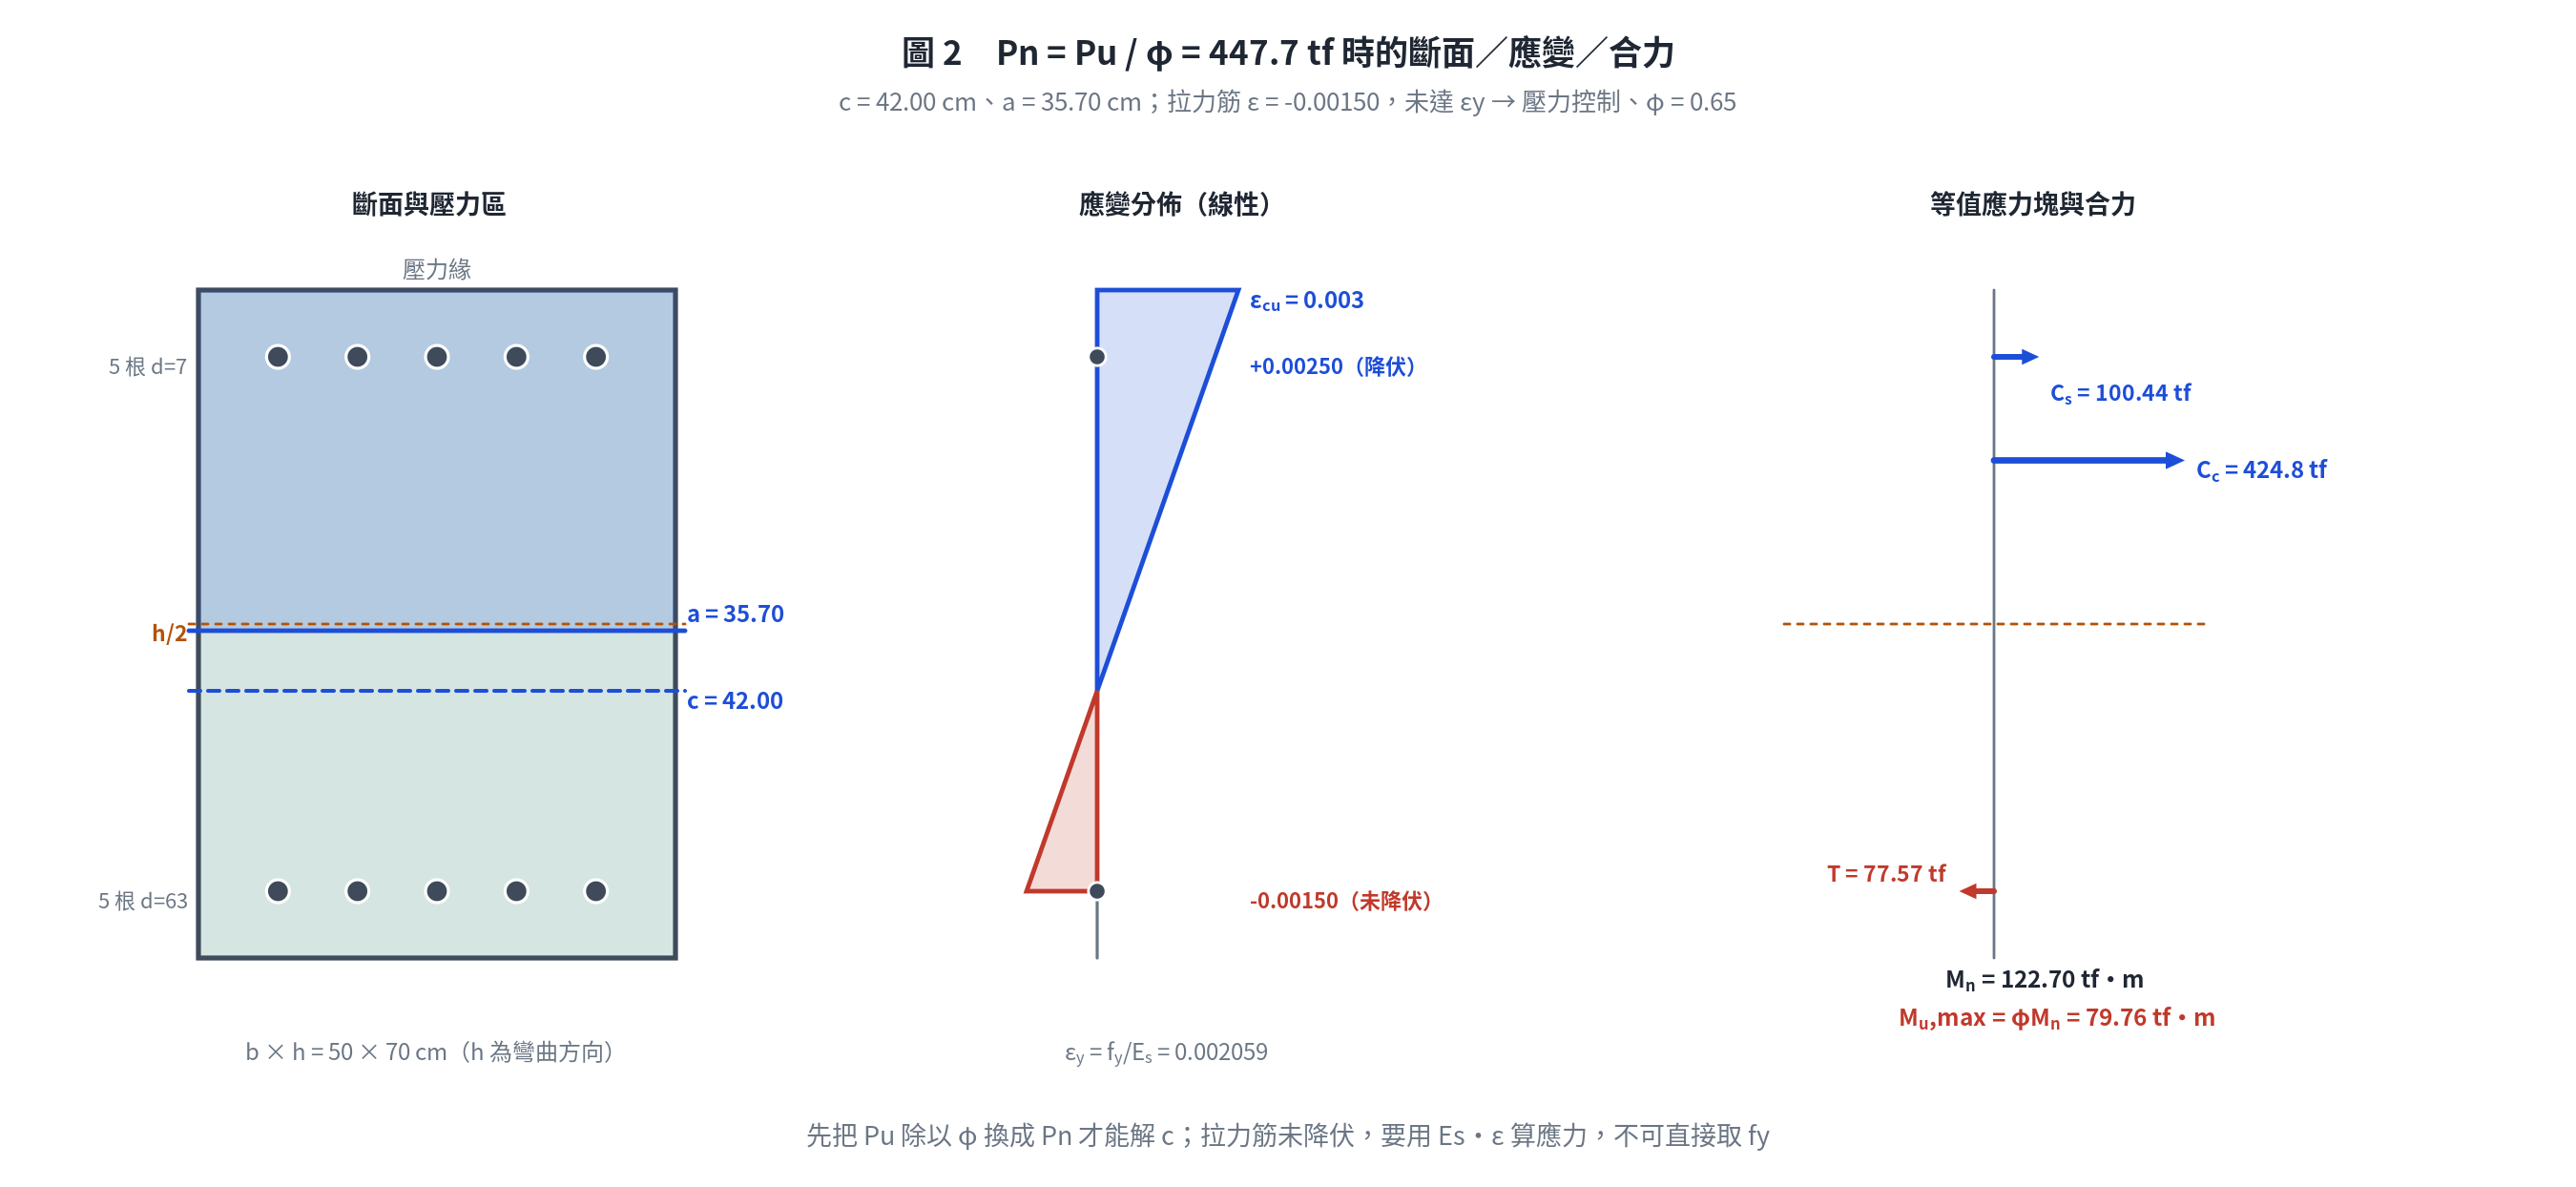 圖 2　Pn = Pu / φ = 447.7 tf 時的斷面／應變／合力
c = 42.00 cm、a = 35.70 cm；拉力筋 ε = -0.00150，未達 εy → 壓力控制、φ = 0.65
斷面與壓力區
壓力緣
5 根 d=7
h/2
a = 35.70
c = 42.00
5 根 d=63
b × h = 50 × 70 cm（h 為彎曲方向）
應變分佈（線性）
εcu = 0.003
+0.00250（降伏）
-0.00150（未降伏）
εy = fy/Es = 0.002059
等值應力塊與合力
Cs = 100.44 tf
Cc = 424.8 tf
T = 77.57 tf
Mn = 122.70 tf・m
Mu,max = φMn = 79.76 tf・m
先把 Pu 除以 φ 換成 Pn 才能解 c；拉力筋未降伏，要用 Es・ε 算應力，不可直接取 fy